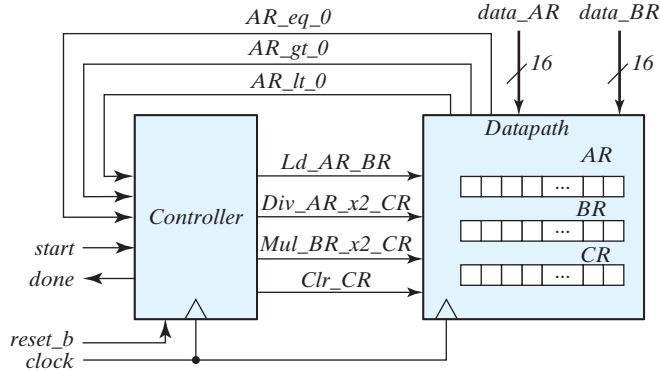 AR_eq_0
data_AR
data_BR
AR_gt_0
16
16
AR_lt_0
Datapath
AR
Ld_AR_BR
...
Div_AR_x2_CR
Controller
BR
...
start
Mul_BR_x2_CR
CR
done
...
Clr_CR
reset_b
clock